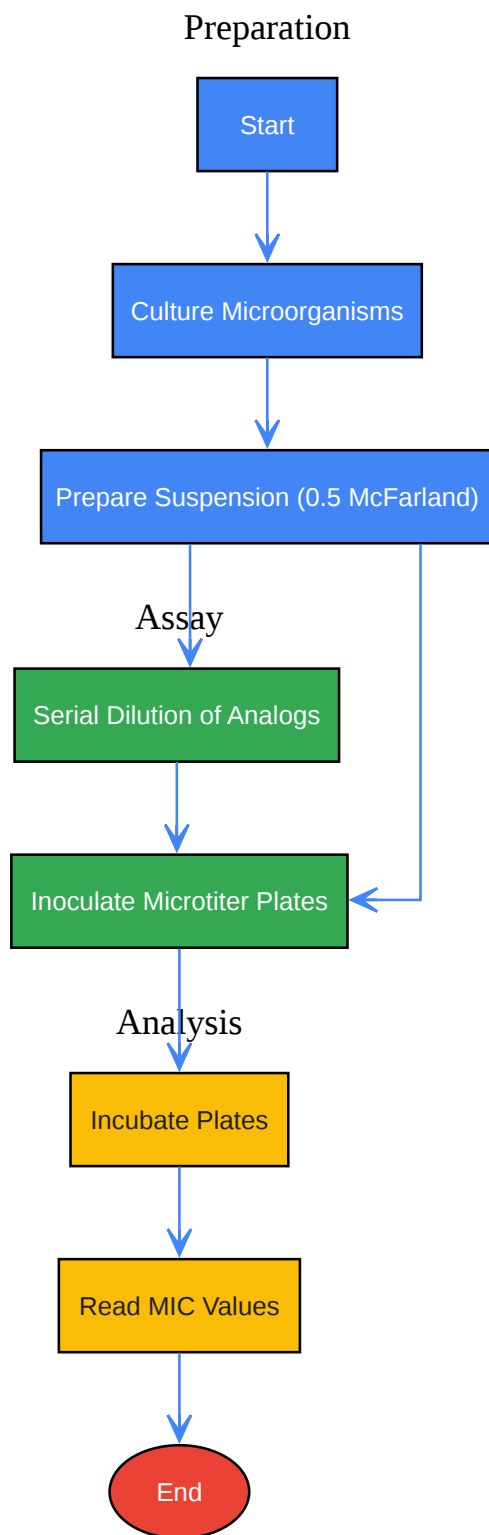 Preparation
Start
Culture Microorganisms
Prepare Suspension (0.5 McFarland)
Assay
Serial Dilution of Analogs
Inoculate Microtiter Plates
Analysis
Incubate Plates
Read MIC Values
End